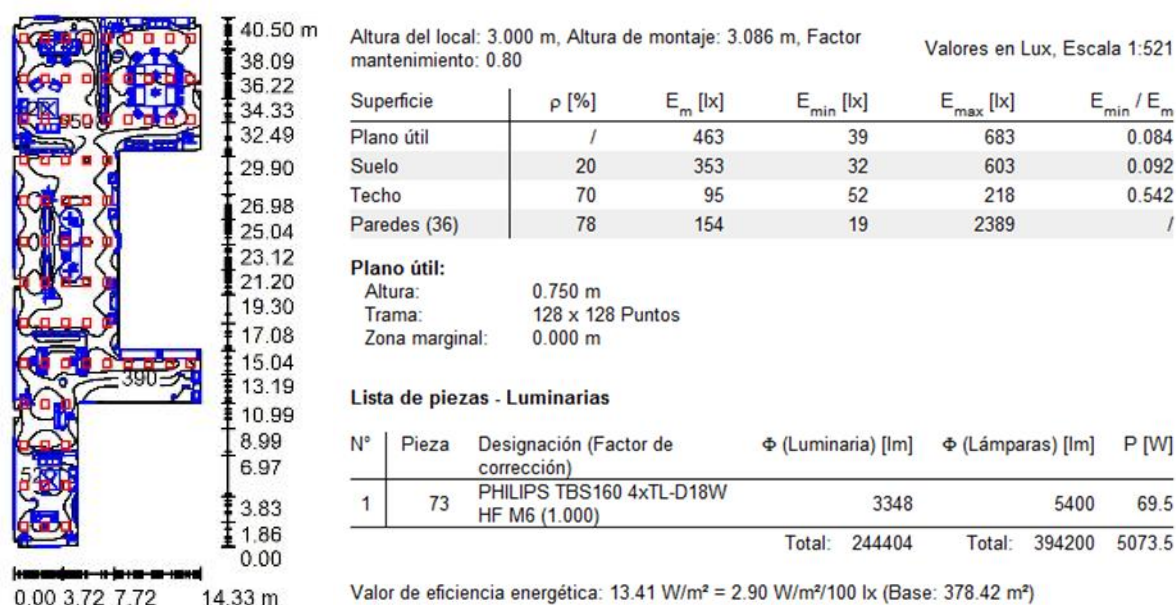 40.50 m
38.09
36.22
34.33
32.49
29.90
26.98
25.04
23.12
21.20
19.30
17.08
15.04
13.19
10.99
8.99
6.97
3.83
1.86
0.00
0.00 3.72 7.72 14.33 m
390
Altura del local: 3.000 m, Altura de montaje: 3.086 m, Factor
mantenimiento: 0.80
Valores en Lux, Escala 1:521
Superficie ρ [%] Em [lx] Emin [lx] Emax [lx] Emin / Em
Plano útil / 463 39 683 0.084
Suelo 20 353 32 603 0.092
Techo 70 95 52 218 0.542
Paredes (36) 78 154 19 2389 /
Plano útil:
Altura: 0.750 m
Trama: 128 x 128 Puntos
Zona marginal: 0.000 m
Lista de piezas - Luminarias
N° Pieza Designación (Factor de
corrección) Φ (Luminaria) [lm] Φ (Lámparas) [lm] P [W]
1 73 PHILIPS TBS160 4xTL-D18W
HF M6 (1.000) 3348 5400 69.5
Total: 244404 Total: 394200 5073.5
Valor de eficiencia energética: 13.41 W/m² = 2.90 W/m²/100 lx (Base: 378.42 m²)